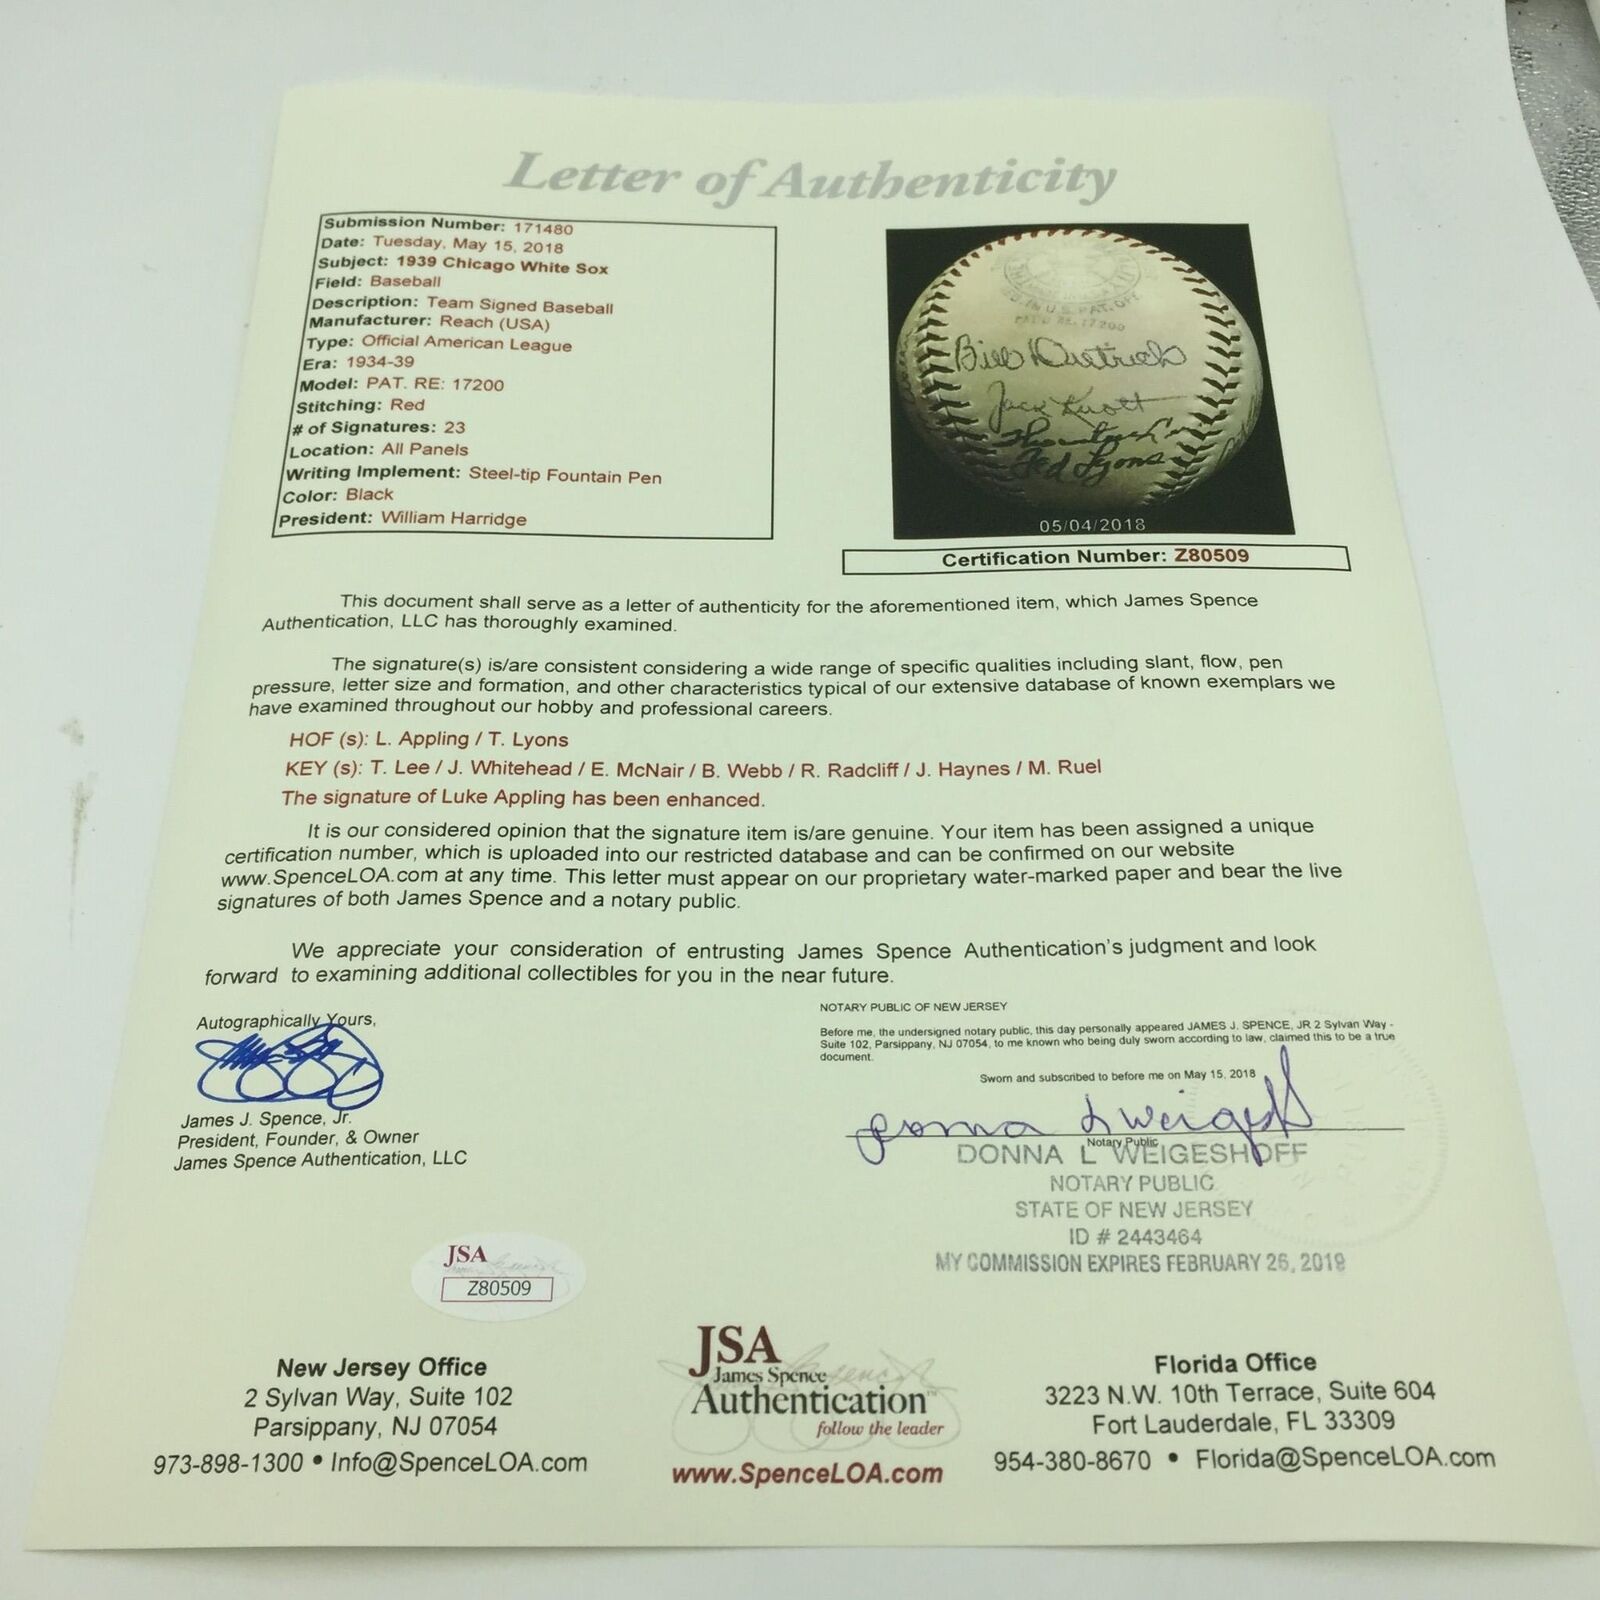 Letter of Authenticity
Submission Number: 171480
Date: Tuesday, May 15, 2018
Subject: 1939 Chicago White Sox
Field: Baseball
Description: Team Signed Baseball
Manufacturer: Reach (USA)
Type: Official American League
Era: 1934-39
Model: PAT. RE: 17200
Stitching: Red
# of Signatures: 23
Location: All Panels
Writing Implement: Steel-tip Fountain Pen
Color: Black
President: William Harridge
U.S. PAT. OFF.
PAT'D RE. 17200
Bill Dietrich
Jack Knott
Ted Lyons
05/04/2018
Certification Number: Z80509
This document shall serve as a letter of authenticity for the aforementioned item, which James Spence
Authentication, LLC has thoroughly examined.
The signature(s) is/are consistent considering a wide range of specific qualities including slant, flow, pen
pressure, letter size and formation, and other characteristics typical of our extensive database of known exemplars we
have examined throughout our hobby and professional careers.
HOF (s): L. Appling / T. Lyons
KEY (s): T. Lee / J. Whitehead / E. McNair / B. Webb / R. Radcliff / J. Haynes / M. Ruel
The signature of Luke Appling has been enhanced.
It is our considered opinion that the signature item is/are genuine. Your item has been assigned a unique
certification number, which is uploaded into our restricted database and can be confirmed on our website
www.SpenceLOA.com at any time. This letter must appear on our proprietary water-marked paper and bear the live
signatures of both James Spence and a notary public.
We appreciate your consideration of entrusting James Spence Authentication's judgment and look
forward to examining additional collectibles for you in the near future.
Autographically Yours,
James J. Spence, Jr.
President, Founder, & Owner
James Spence Authentication, LLC
NOTARY PUBLIC OF NEW JERSEY
Before me, the undersigned notary public, this day personally appeared JAMES J. SPENCE, JR 2 Sylvan Way -
Suite 102, Parsippany, NJ 07054, to me known who being duly sworn according to law, claimed this to be a true
document.
Sworn and subscribed to before me on May 15, 2018
Donna L Weigeshoff
Notary Public
DONNA L WEIGESHOFF
NOTARY PUBLIC
STATE OF NEW JERSEY
ID # 2443464
MY COMMISSION EXPIRES FEBRUARY 26, 2019
JSA
Z80509
New Jersey Office
2 Sylvan Way, Suite 102
Parsippany, NJ 07054
973-898-1300 • Info@SpenceLOA.com
JSA
James Spence
Authentication™
follow the leader
www.SpenceLOA.com
Florida Office
3223 N.W. 10th Terrace, Suite 604
Fort Lauderdale, FL 33309
954-380-8670 • Florida@SpenceLOA.com